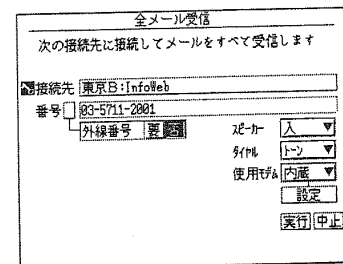 全メール受信
次の接続先に接続してメールをすべて受信します
接続先 東京B:InfoWeb
番号 03-5711-2001
外線番号 要 否
スピーカー 入 ▼
ダイヤル トーン ▼
使用モデム 内蔵 ▼
設定
実行 中止